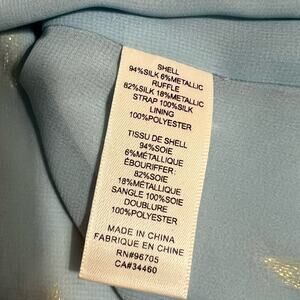 SHELL
94%SILK 6%METALLIC
RUFFLE
82%SILK 18%METALLIC
STRAP 100%SILK
LINING
100%POLYESTER
TISSU DE SHELL
94%SOIE
6%MÉTALLIQUE
ÉBOURIFFER:
82%SOIE
18%MÉTALLIQUE
SANGLE 100%SOIE
DOUBLURE
100%POLYESTER
MADE IN CHINA
FABRIQUE EN CHINE
RN#96705
CA#34460